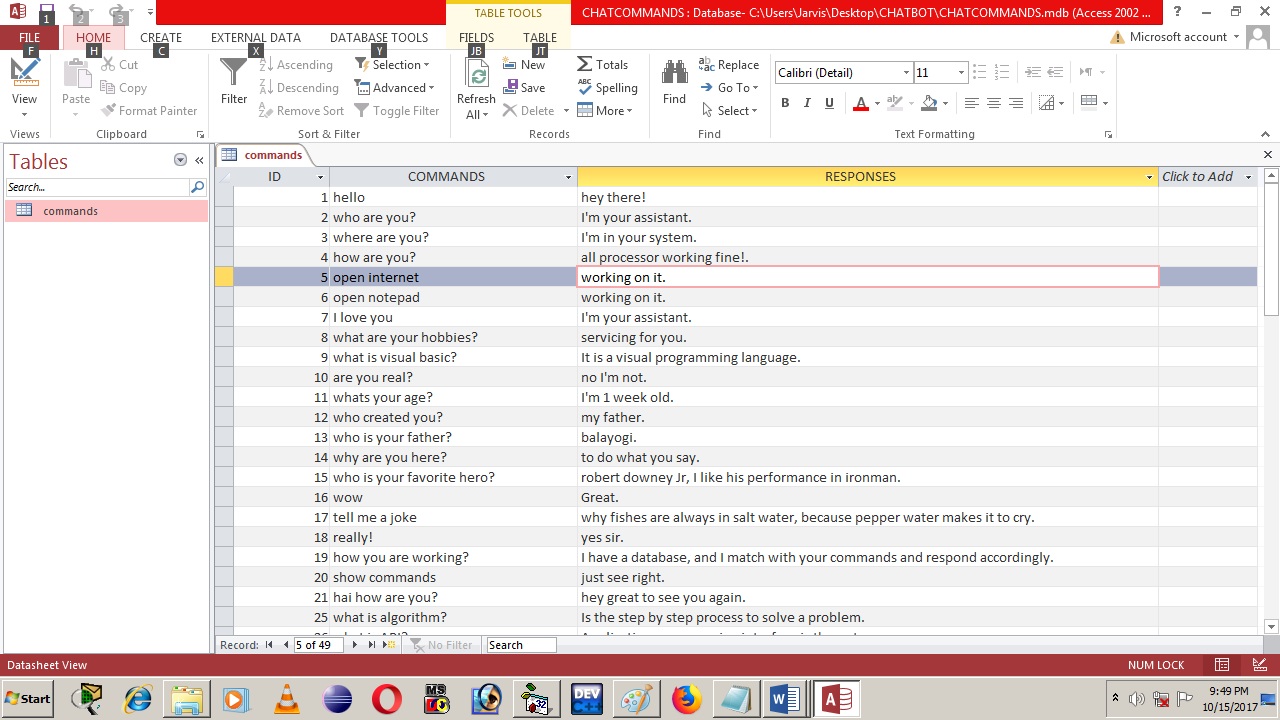 1 2 3
TABLE TOOLS
CHATCOMMANDS : Database- C:\Users\Jarvis\Desktop\CHATBOT\CHATCOMMANDS.mdb (Access 2002 ...
FILE HOME CREATE EXTERNAL DATA DATABASE TOOLS FIELDS TABLE
Microsoft account
F H C X Y JB JT
View
Views
Paste
Cut
Copy
Format Painter
Clipboard
Filter
Ascending
Descending
Remove Sort
Selection
Advanced
Toggle Filter
Sort & Filter
Refresh
All
New
Save
Delete
Totals
Spelling
More
Records
Find
Replace
Go To
Select
Find
Calibri (Detail) 11
B I U A
Text Formatting
Tables
Search...
commands
commands
ID COMMANDS RESPONSES Click to Add
1 hello hey there!
2 who are you? I'm your assistant.
3 where are you? I'm in your system.
4 how are you? all processor working fine!.
5 open internet working on it.
6 open notepad working on it.
7 I love you I'm your assistant.
8 what are your hobbies? servicing for you.
9 what is visual basic? It is a visual programming language.
10 are you real? no I'm not.
11 whats your age? I'm 1 week old.
12 who created you? my father.
13 who is your father? balayogi.
14 why are you here? to do what you say.
15 who is your favorite hero? robert downey Jr, I like his performance in ironman.
16 wow Great.
17 tell me a joke why fishes are always in salt water, because pepper water makes it to cry.
18 really! yes sir.
19 how you are working? I have a database, and I match with your commands and respond accordingly.
20 show commands just see right.
21 hai how are you? hey great to see you again.
25 what is algorithm? Is the step by step process to solve a problem.
Record: 5 of 49 No Filter Search
Datasheet View
NUM LOCK
Start
MS
32
DEV
9:49 PM
10/15/2017